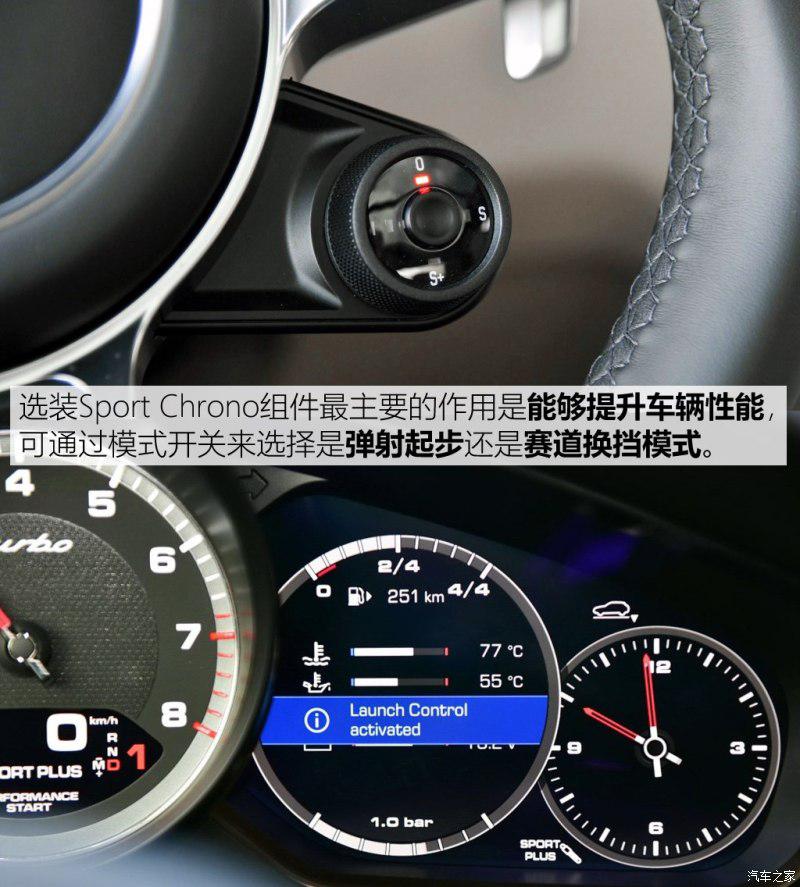 0
S
S+
选装Sport Chrono组件最主要的作用是能够提升车辆性能，
可通过模式开关来选择是弹射起步还是赛道换挡模式。
4
5
6
7
8
urbo
0 km/h
R
N
D
M
+
1
ORT PLUS
RFORMANCE
START
2/4
0
4/4
251 km
77 °C
55 °C
Launch Control
activated
1.0 bar
12
3
6
9
SPORT
PLUS
汽车之家